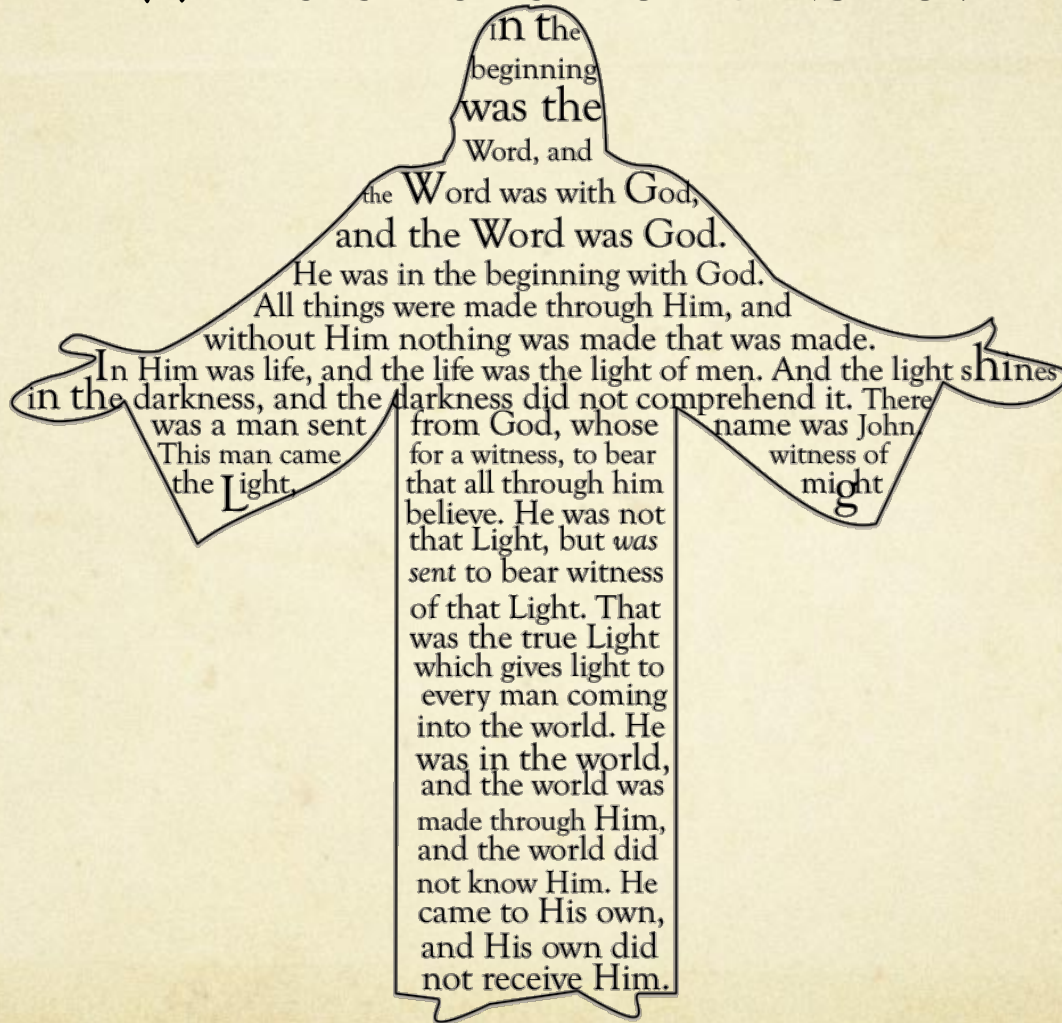 in the
beginning
was the
Word, and
the Word was with God,
and the Word was God.
He was in the beginning with God.
All things were made through Him, and
without Him nothing was made that was made.
In Him was life, and the life was the light of men. And the light shines
in the darkness, and the darkness did not comprehend it. There
was a man sent from God, whose name was John.
This man came for a witness, to bear witness of
the Light, that all through him might
believe. He was not
that Light, but was
sent to bear witness
of that Light. That
was the true Light
which gives light to
every man coming
into the world. He
was in the world,
and the world was
made through Him,
and the world did
not know Him. He
came to His own,
and His own did
not receive Him.